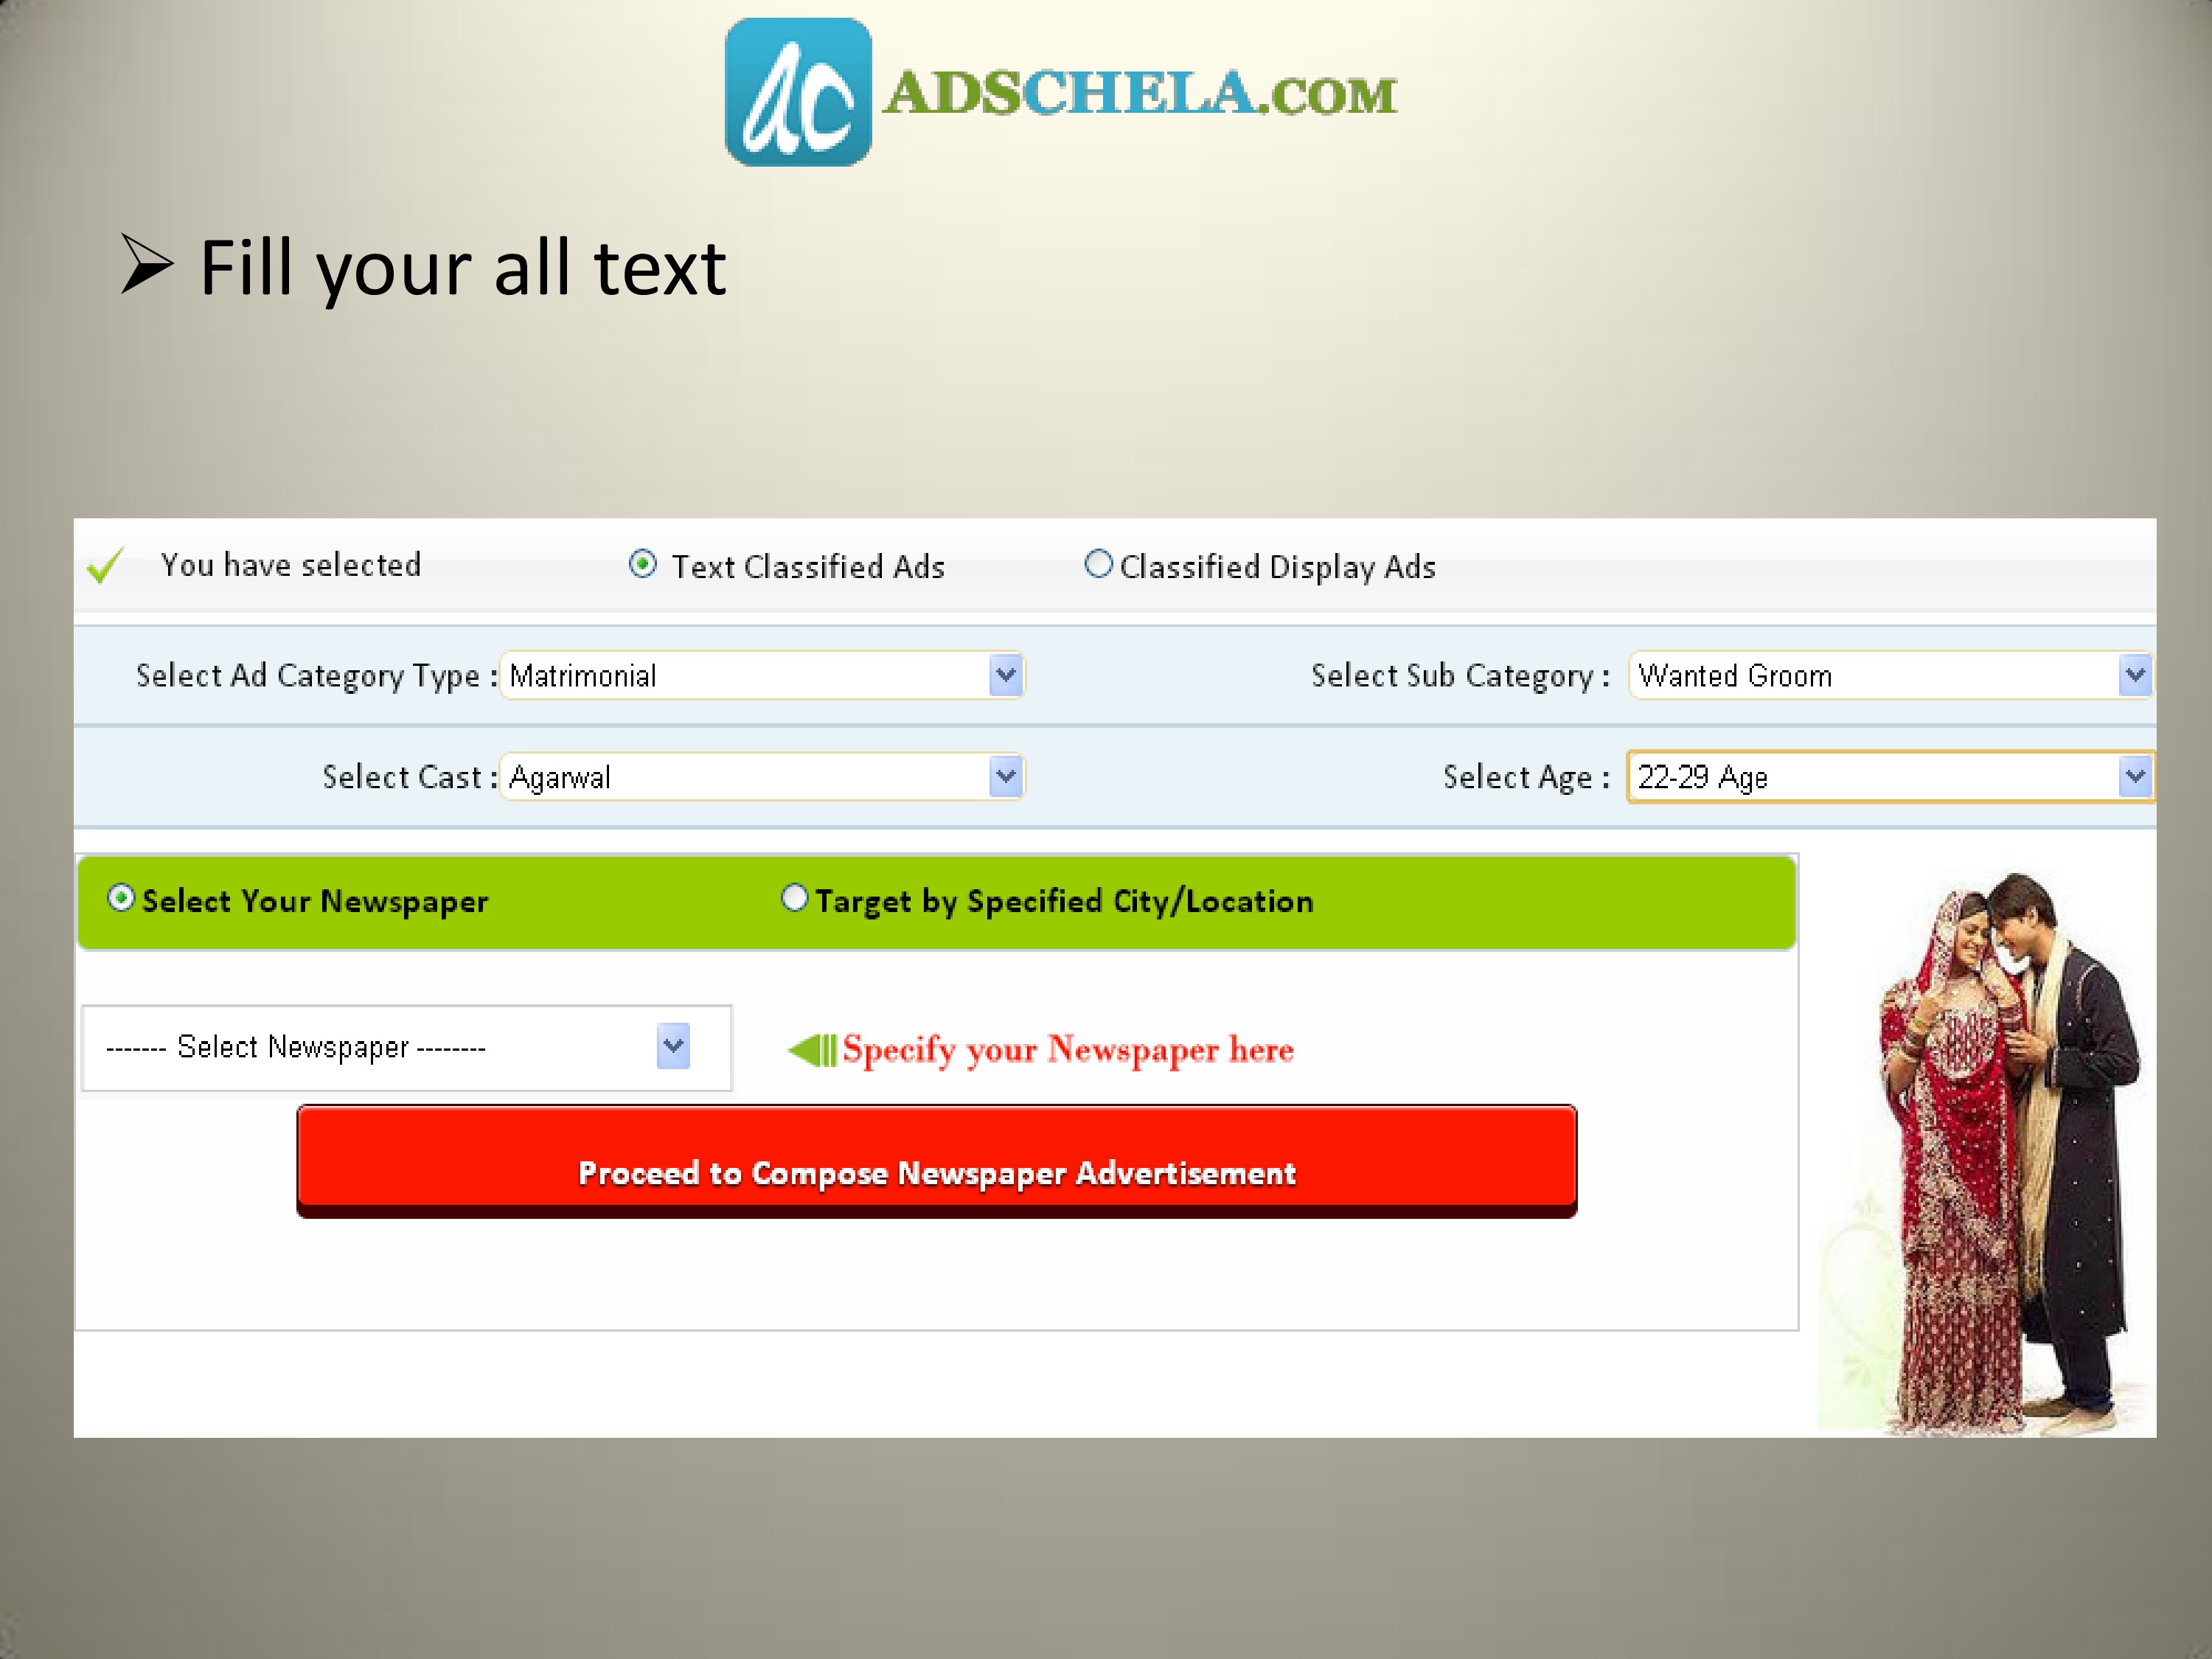 ac ADSCHELA.COM
Fill your all text
You have selected Text Classified Ads Classified Display Ads
Select Ad Category Type : Matrimonial Select Sub Category : Wanted Groom
Select Cast : Agarwal Select Age : 22-29 Age
Select Your Newspaper Target by Specified City/Location
------- Select Newspaper -------- Specify your Newspaper here
Proceed to Compose Newspaper Advertisement